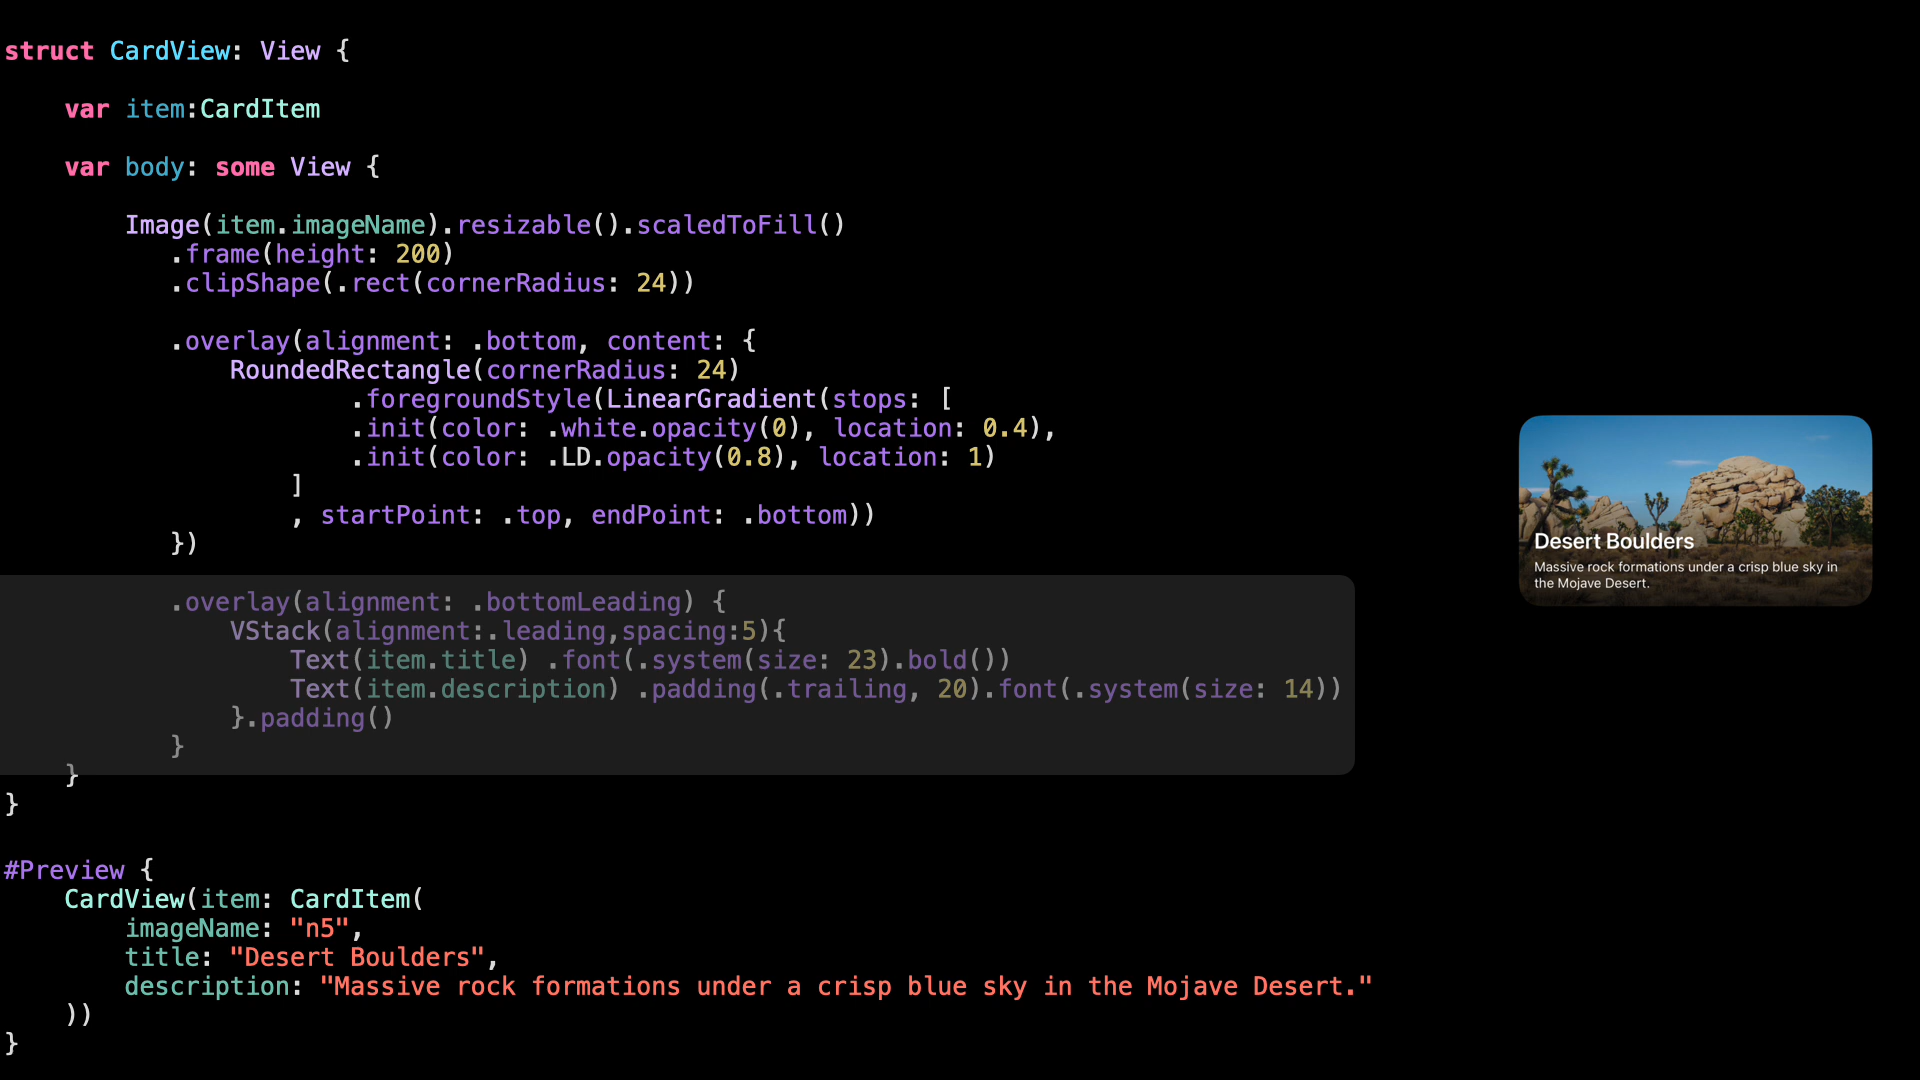 struct CardView: View {
    var item:CardItem
    var body: some View {
        Image(item.imageName).resizable().scaledToFill()
           .frame(height: 200)
           .clipShape(.rect(cornerRadius: 24))
           .overlay(alignment: .bottom, content: {
               RoundedRectangle(cornerRadius: 24)
                       .foregroundStyle(LinearGradient(stops: [
                       .init(color: .white.opacity(0), location: 0.4),
                       .init(color: .LD.opacity(0.8), location: 1)
                   ]
                   , startPoint: .top, endPoint: .bottom))
           })
           .overlay(alignment: .bottomLeading) {
               VStack(alignment:.leading,spacing:5){
                   Text(item.title) .font(.system(size: 23).bold())
                   Text(item.description) .padding(.trailing, 20).font(.system(size: 14))
               }.padding()
           }
    }
}
#Preview {
    CardView(item: CardItem(
        imageName: "n5",
        title: "Desert Boulders",
        description: "Massive rock formations under a crisp blue sky in the Mojave Desert."
    ))
}
Desert Boulders
Massive rock formations under a crisp blue sky in
the Mojave Desert.